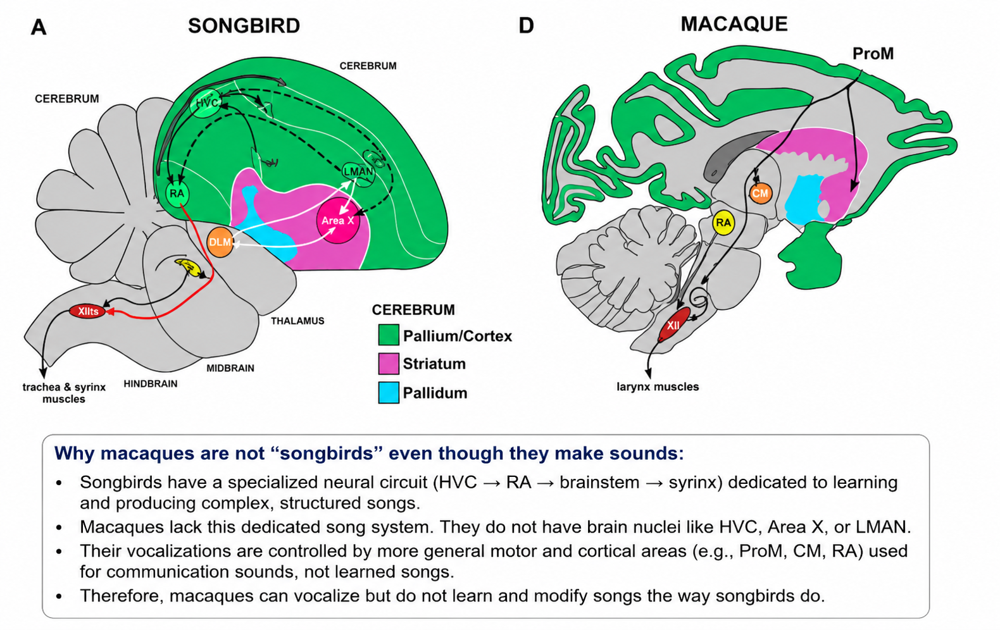 A
SONGBIRD
D
MACAQUE
ProM
CEREBRUM
CEREBRUM
HVC
LMAN
RA
Area X
DLM
CM
RA
XIIts
XII
THALAMUS
MIDBRAIN
HINDBRAIN
trachea & syrinx
muscles
larynx muscles
CEREBRUM
Pallium/Cortex
Striatum
Pallidum
Why macaques are not “songbirds” even though they make sounds:
• Songbirds have a specialized neural circuit (HVC → RA → brainstem → syrinx) dedicated to learning
and producing complex, structured songs.
• Macaques lack this dedicated song system. They do not have brain nuclei like HVC, Area X, or LMAN.
• Their vocalizations are controlled by more general motor and cortical areas (e.g., ProM, CM, RA) used
for communication sounds, not learned songs.
• Therefore, macaques can vocalize but do not learn and modify songs the way songbirds do.